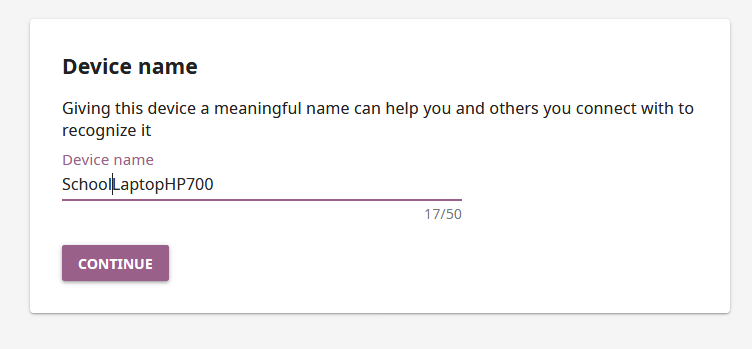 Device name
Giving this device a meaningful name can help you and others you connect with to
recognize it
Device name
SchoolLaptopHP700
17/50
CONTINUE